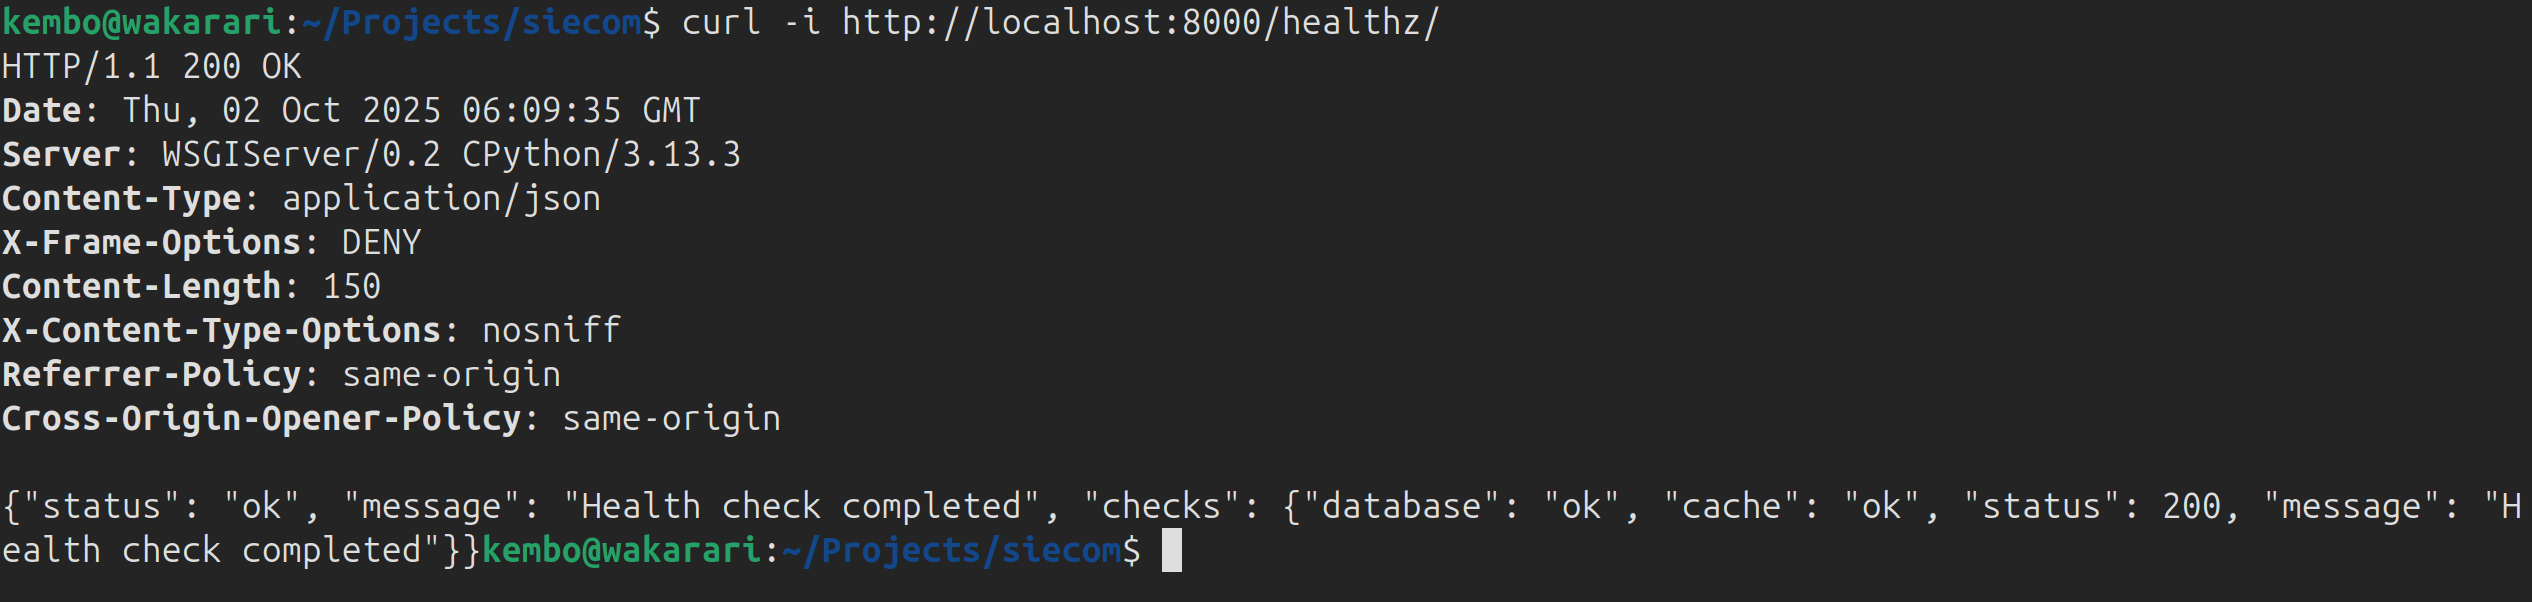 kembo@wakarari:~/Projects/siecom$ curl -i http://localhost:8000/healthz/
HTTP/1.1 200 OK
Date: Thu, 02 Oct 2025 06:09:35 GMT
Server: WSGIServer/0.2 CPython/3.13.3
Content-Type: application/json
X-Frame-Options: DENY
Content-Length: 150
X-Content-Type-Options: nosniff
Referrer-Policy: same-origin
Cross-Origin-Opener-Policy: same-origin

{"status": "ok", "message": "Health check completed", "checks": {"database": "ok", "cache": "ok", "status": 200, "message": "H
ealth check completed"}}kembo@wakarari:~/Projects/siecom$